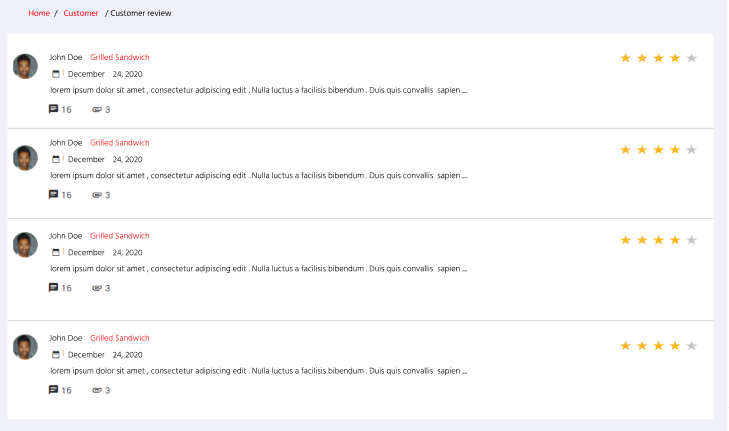 Home / Customer / Customer review
John Doe Grilled Sandwich
December 24, 2020
lorem ipsum dolor sit amet , consectetur adipiscing edit . Nulla luctus a facilisis bibendum . Duis quis convallis sapien ...
16 3
John Doe Grilled Sandwich
December 24, 2020
lorem ipsum dolor sit amet , consectetur adipiscing edit . Nulla luctus a facilisis bibendum . Duis quis convallis sapien ...
16 3
John Doe Grilled Sandwich
December 24, 2020
lorem ipsum dolor sit amet , consectetur adipiscing edit . Nulla luctus a facilisis bibendum . Duis quis convallis sapien ...
16 3
John Doe Grilled Sandwich
December 24, 2020
lorem ipsum dolor sit amet , consectetur adipiscing edit . Nulla luctus a facilisis bibendum . Duis quis convallis sapien ...
16 3